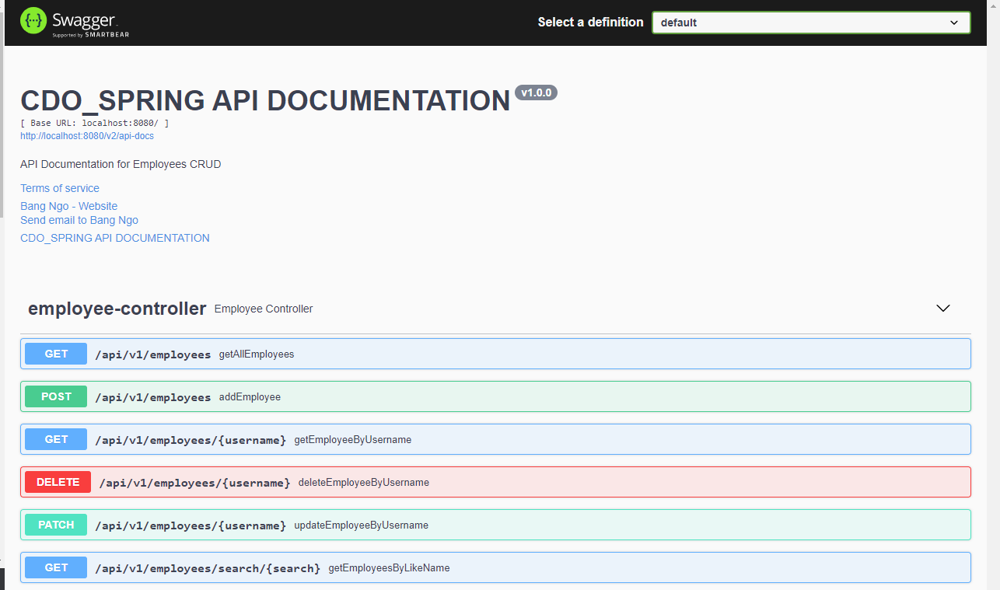 Swagger
Supported by SMARTBEAR
Select a definition
default
CDO_SPRING API DOCUMENTATION v1.0.0
[ Base URL: localhost:8080/ ]
http://localhost:8080/v2/api-docs
API Documentation for Employees CRUD
Terms of service
Bang Ngo - Website
Send email to Bang Ngo
CDO_SPRING API DOCUMENTATION
employee-controller Employee Controller
GET /api/v1/employees getAllEmployees
POST /api/v1/employees addEmployee
GET /api/v1/employees/{username} getEmployeeByUsername
DELETE /api/v1/employees/{username} deleteEmployeeByUsername
PATCH /api/v1/employees/{username} updateEmployeeByUsername
GET /api/v1/employees/search/{search} getEmployeesByLikeName